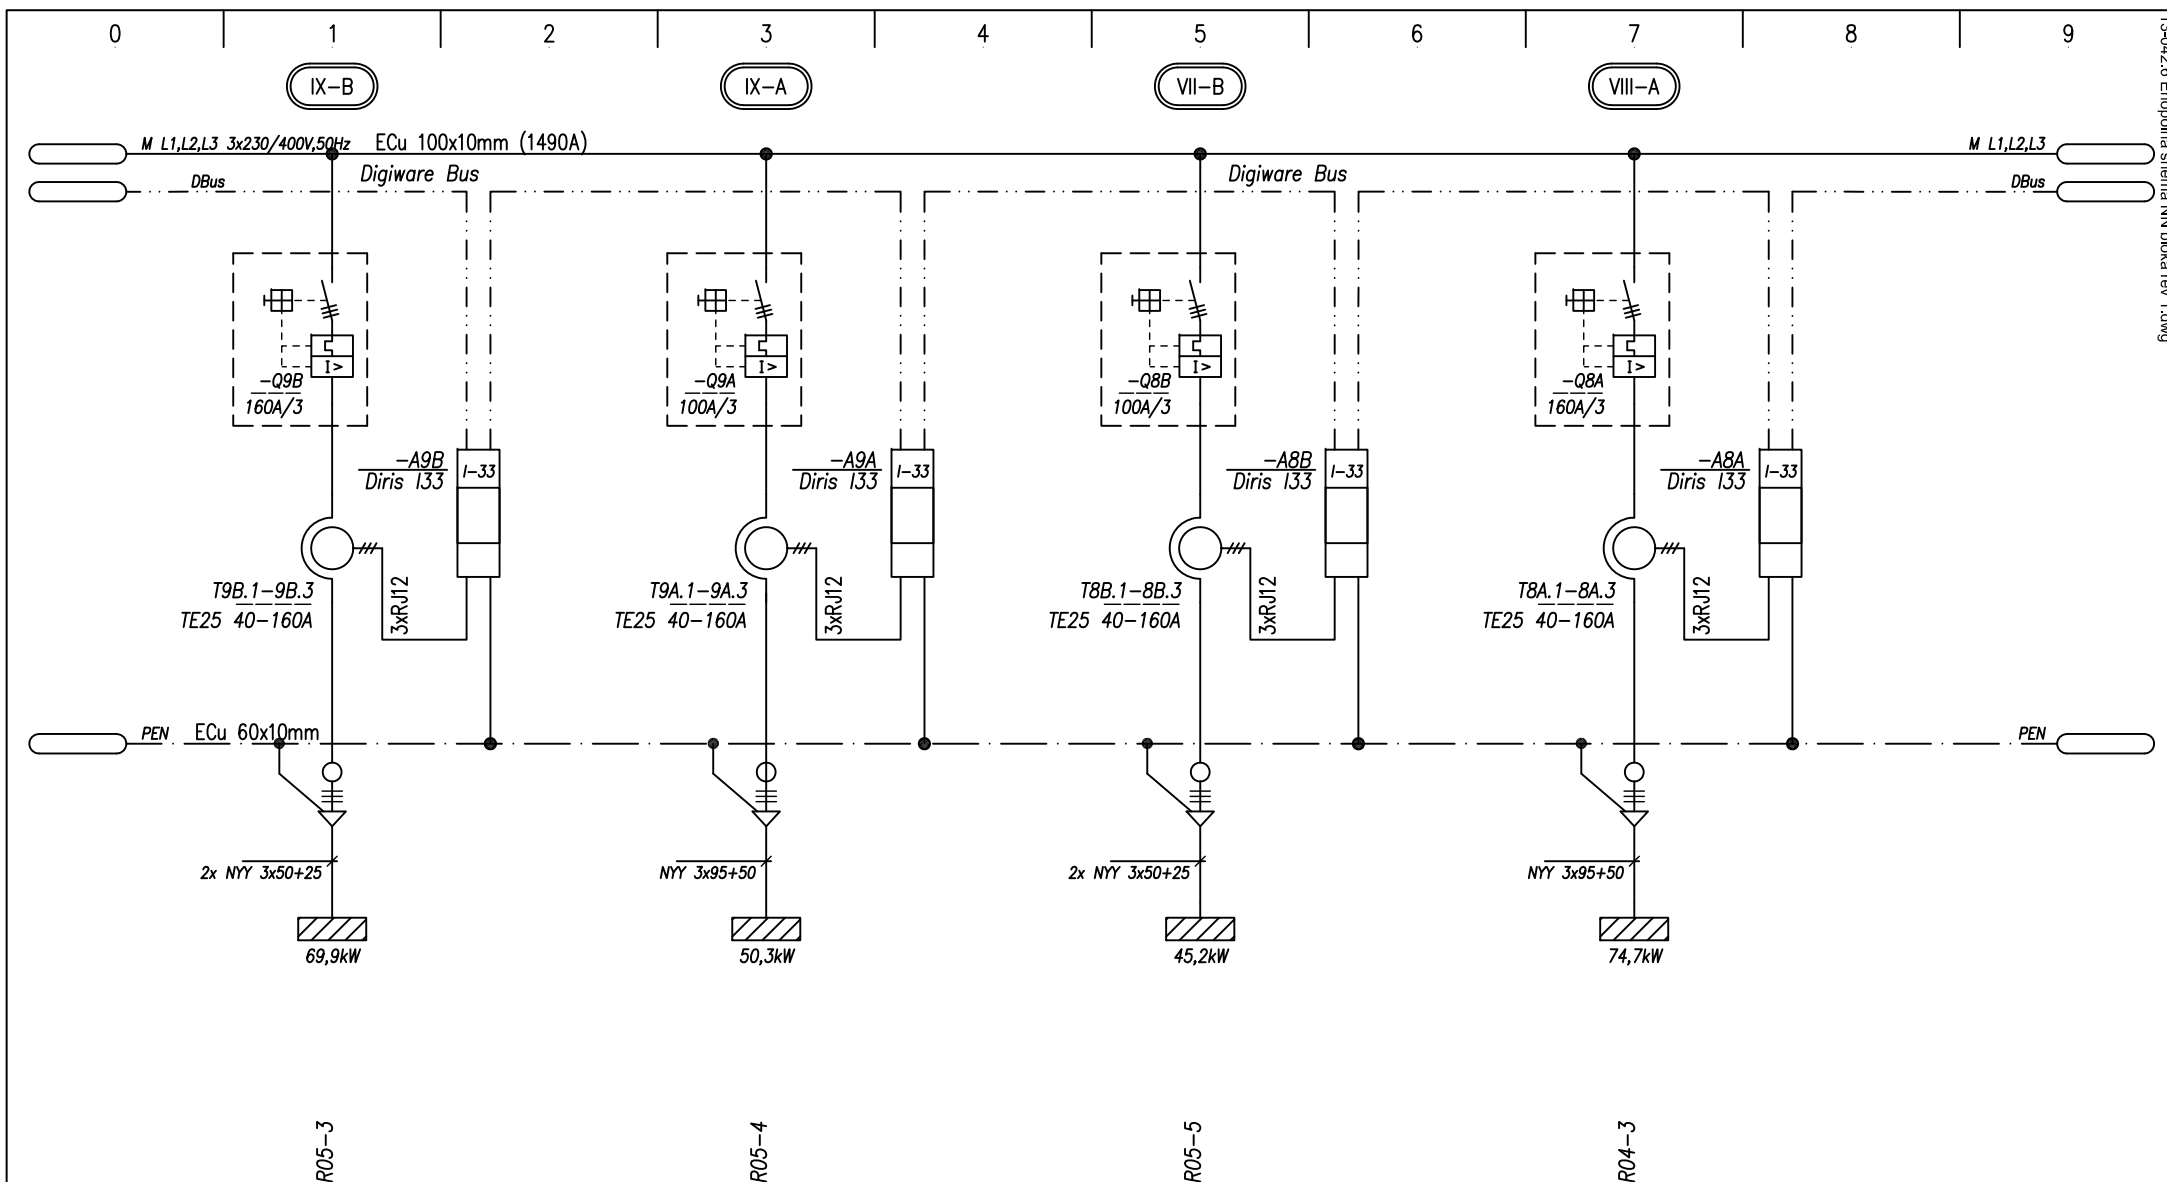 0 1 2 3 4 5 6 7 8 9
IX-B IX-A VII-B VIII-A
M L1,L2,L3 3x230/400V,50Hz ECu 100x10mm (1490A) M L1,L2,L3
DBus Digiware Bus Digiware Bus DBus
-Q9B -Q9A -Q8B -Q8A
160A/3 100A/3 100A/3 160A/3
I> I> I> I>
-A9B -A9A -A8B -A8A
Diris I33 Diris I33 Diris I33 Diris I33
I-33 I-33 I-33 I-33
T9B.1-9B.3 T9A.1-9A.3 T8B.1-8B.3 T8A.1-8A.3
TE25 40-160A TE25 40-160A TE25 40-160A TE25 40-160A
3xRJ12 3xRJ12 3xRJ12 3xRJ12
PEN ECu 60x10mm PEN
2x NYY 3x50+25 NYY 3x95+50 2x NYY 3x50+25 NYY 3x95+50
69,9kW 50,3kW 45,2kW 74,7kW
R05-3 R05-4 R05-5 R04-3
shema NN bloka rev 1.dwg